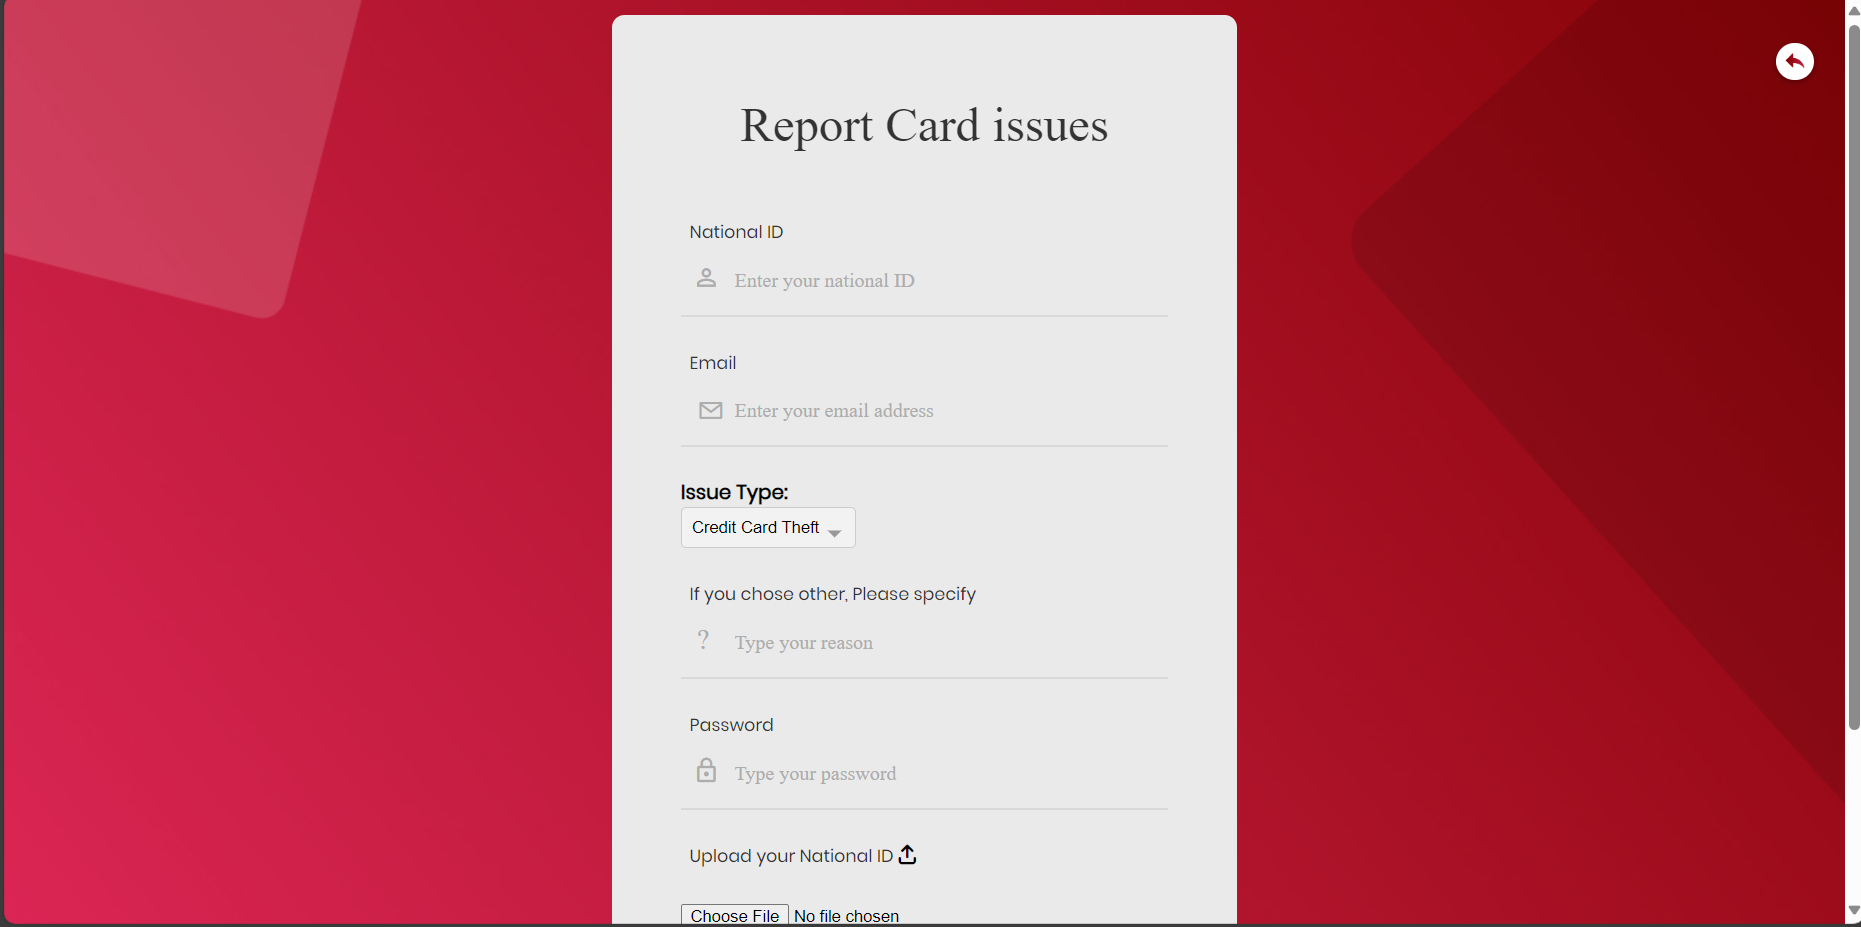 Report Card issues
National ID
Enter your national ID
Email
Enter your email address
Issue Type:
Credit Card Theft
If you chose other, Please specify
? Type your reason
Password
Type your password
Upload your National ID
Choose File No file chosen